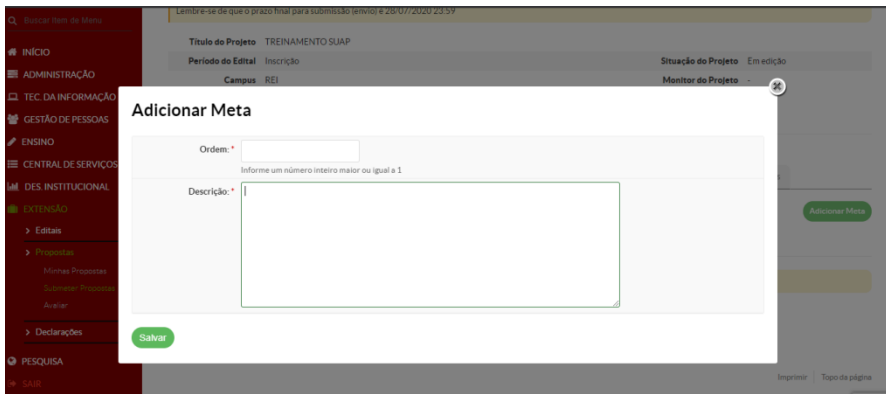 Buscar Item de Menu
INÍCIO
ADMINISTRAÇÃO
TEC. DA INFORMAÇÃO
GESTÃO DE PESSOAS
ENSINO
CENTRAL DE SERVIÇOS
DES. INSTITUCIONAL
EXTENSÃO
Editais
Propostas
Minhas Propostas
Submeter Propostas
Avaliar
Declarações
PESQUISA
SAIR
Lembre-se de que o prazo final para submissão (envio) é 28/07/2020 23:59
Título do Projeto TREINAMENTO SUAP
Período do Edital Inscrição Situação do Projeto Em edição
Campus REI Monitor do Projeto -
Adicionar Meta
Ordem: *
Informe um número inteiro maior ou igual a 1
Descrição: *
Salvar
Adicionar Meta
Imprimir Topo da página